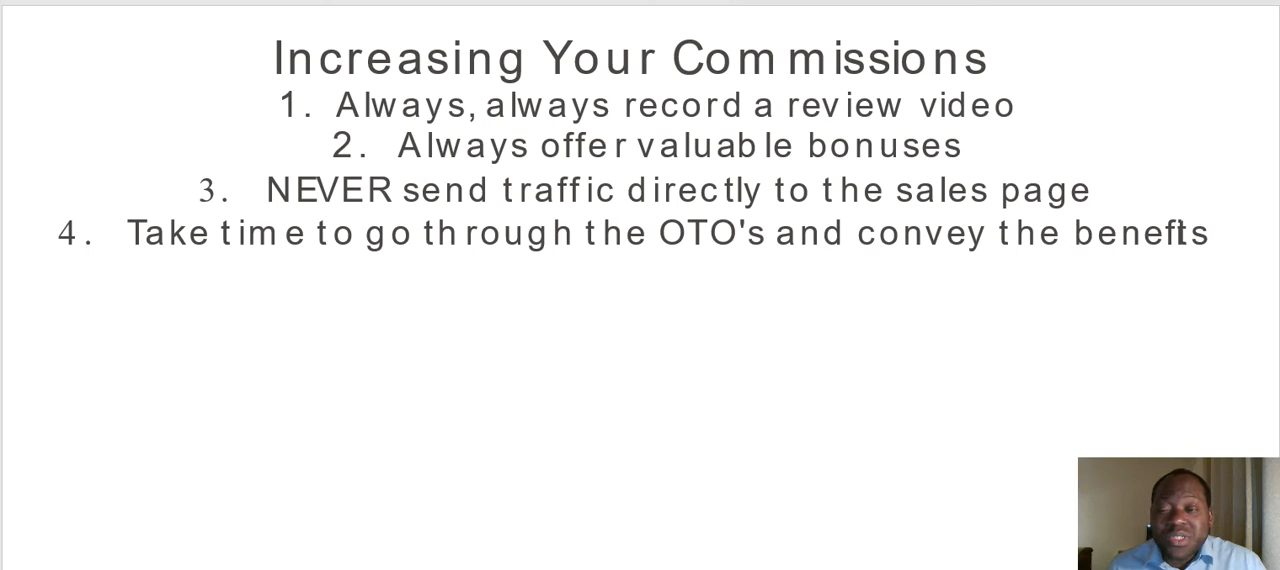 Increasing Your Commissions
1. Always, always record a review video
2. Always offer valuable bonuses
3. NEVER send traffic directly to the sales page
4. Take time to go through the OTO's and convey the benefits